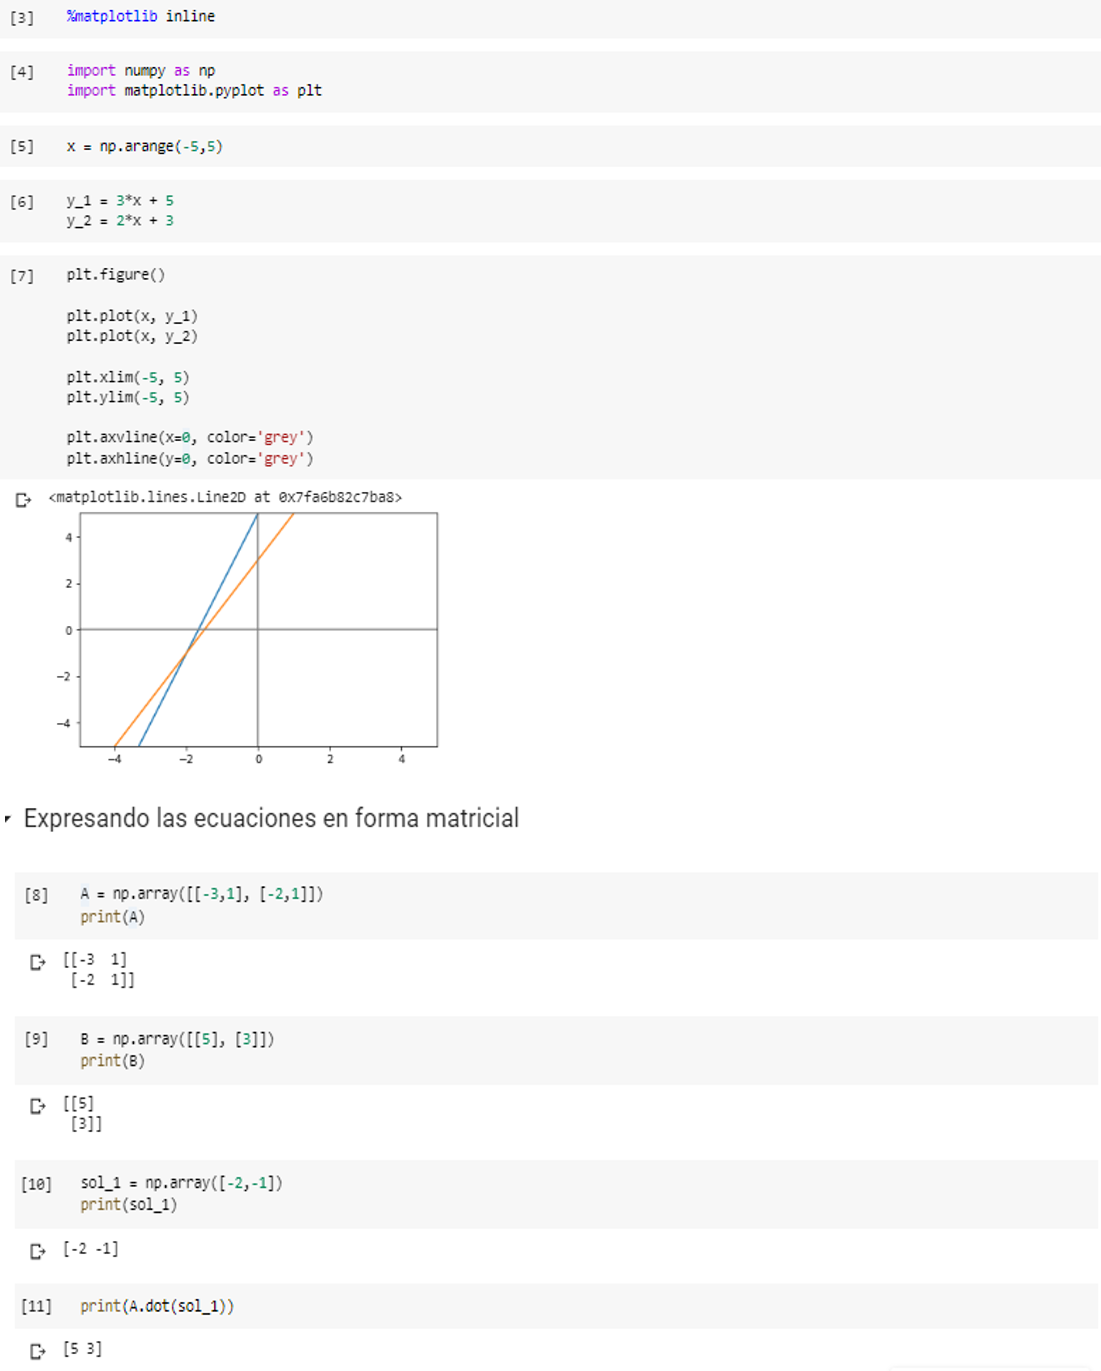 [3] %matplotlib inline
[4] import numpy as np
import matplotlib.pyplot as plt
[5] x = np.arange(-5,5)
[6] y_1 = 3*x + 5
y_2 = 2*x + 3
[7] plt.figure()
plt.plot(x, y_1)
plt.plot(x, y_2)
plt.xlim(-5, 5)
plt.ylim(-5, 5)
plt.axvline(x=0, color='grey')
plt.axhline(y=0, color='grey')
<matplotlib.lines.Line2D at 0x7fa6b82c7ba8>
4
2
0
−2
−4
−4 −2 0 2 4
Expresando las ecuaciones en forma matricial
[8] A = np.array([[-3,1], [-2,1]])
print(A)
[[-3 1]
[-2 1]]
[9] B = np.array([[5], [3]])
print(B)
[[5]
[3]]
[10] sol_1 = np.array([-2,-1])
print(sol_1)
[-2 -1]
[11] print(A.dot(sol_1))
[5 3]